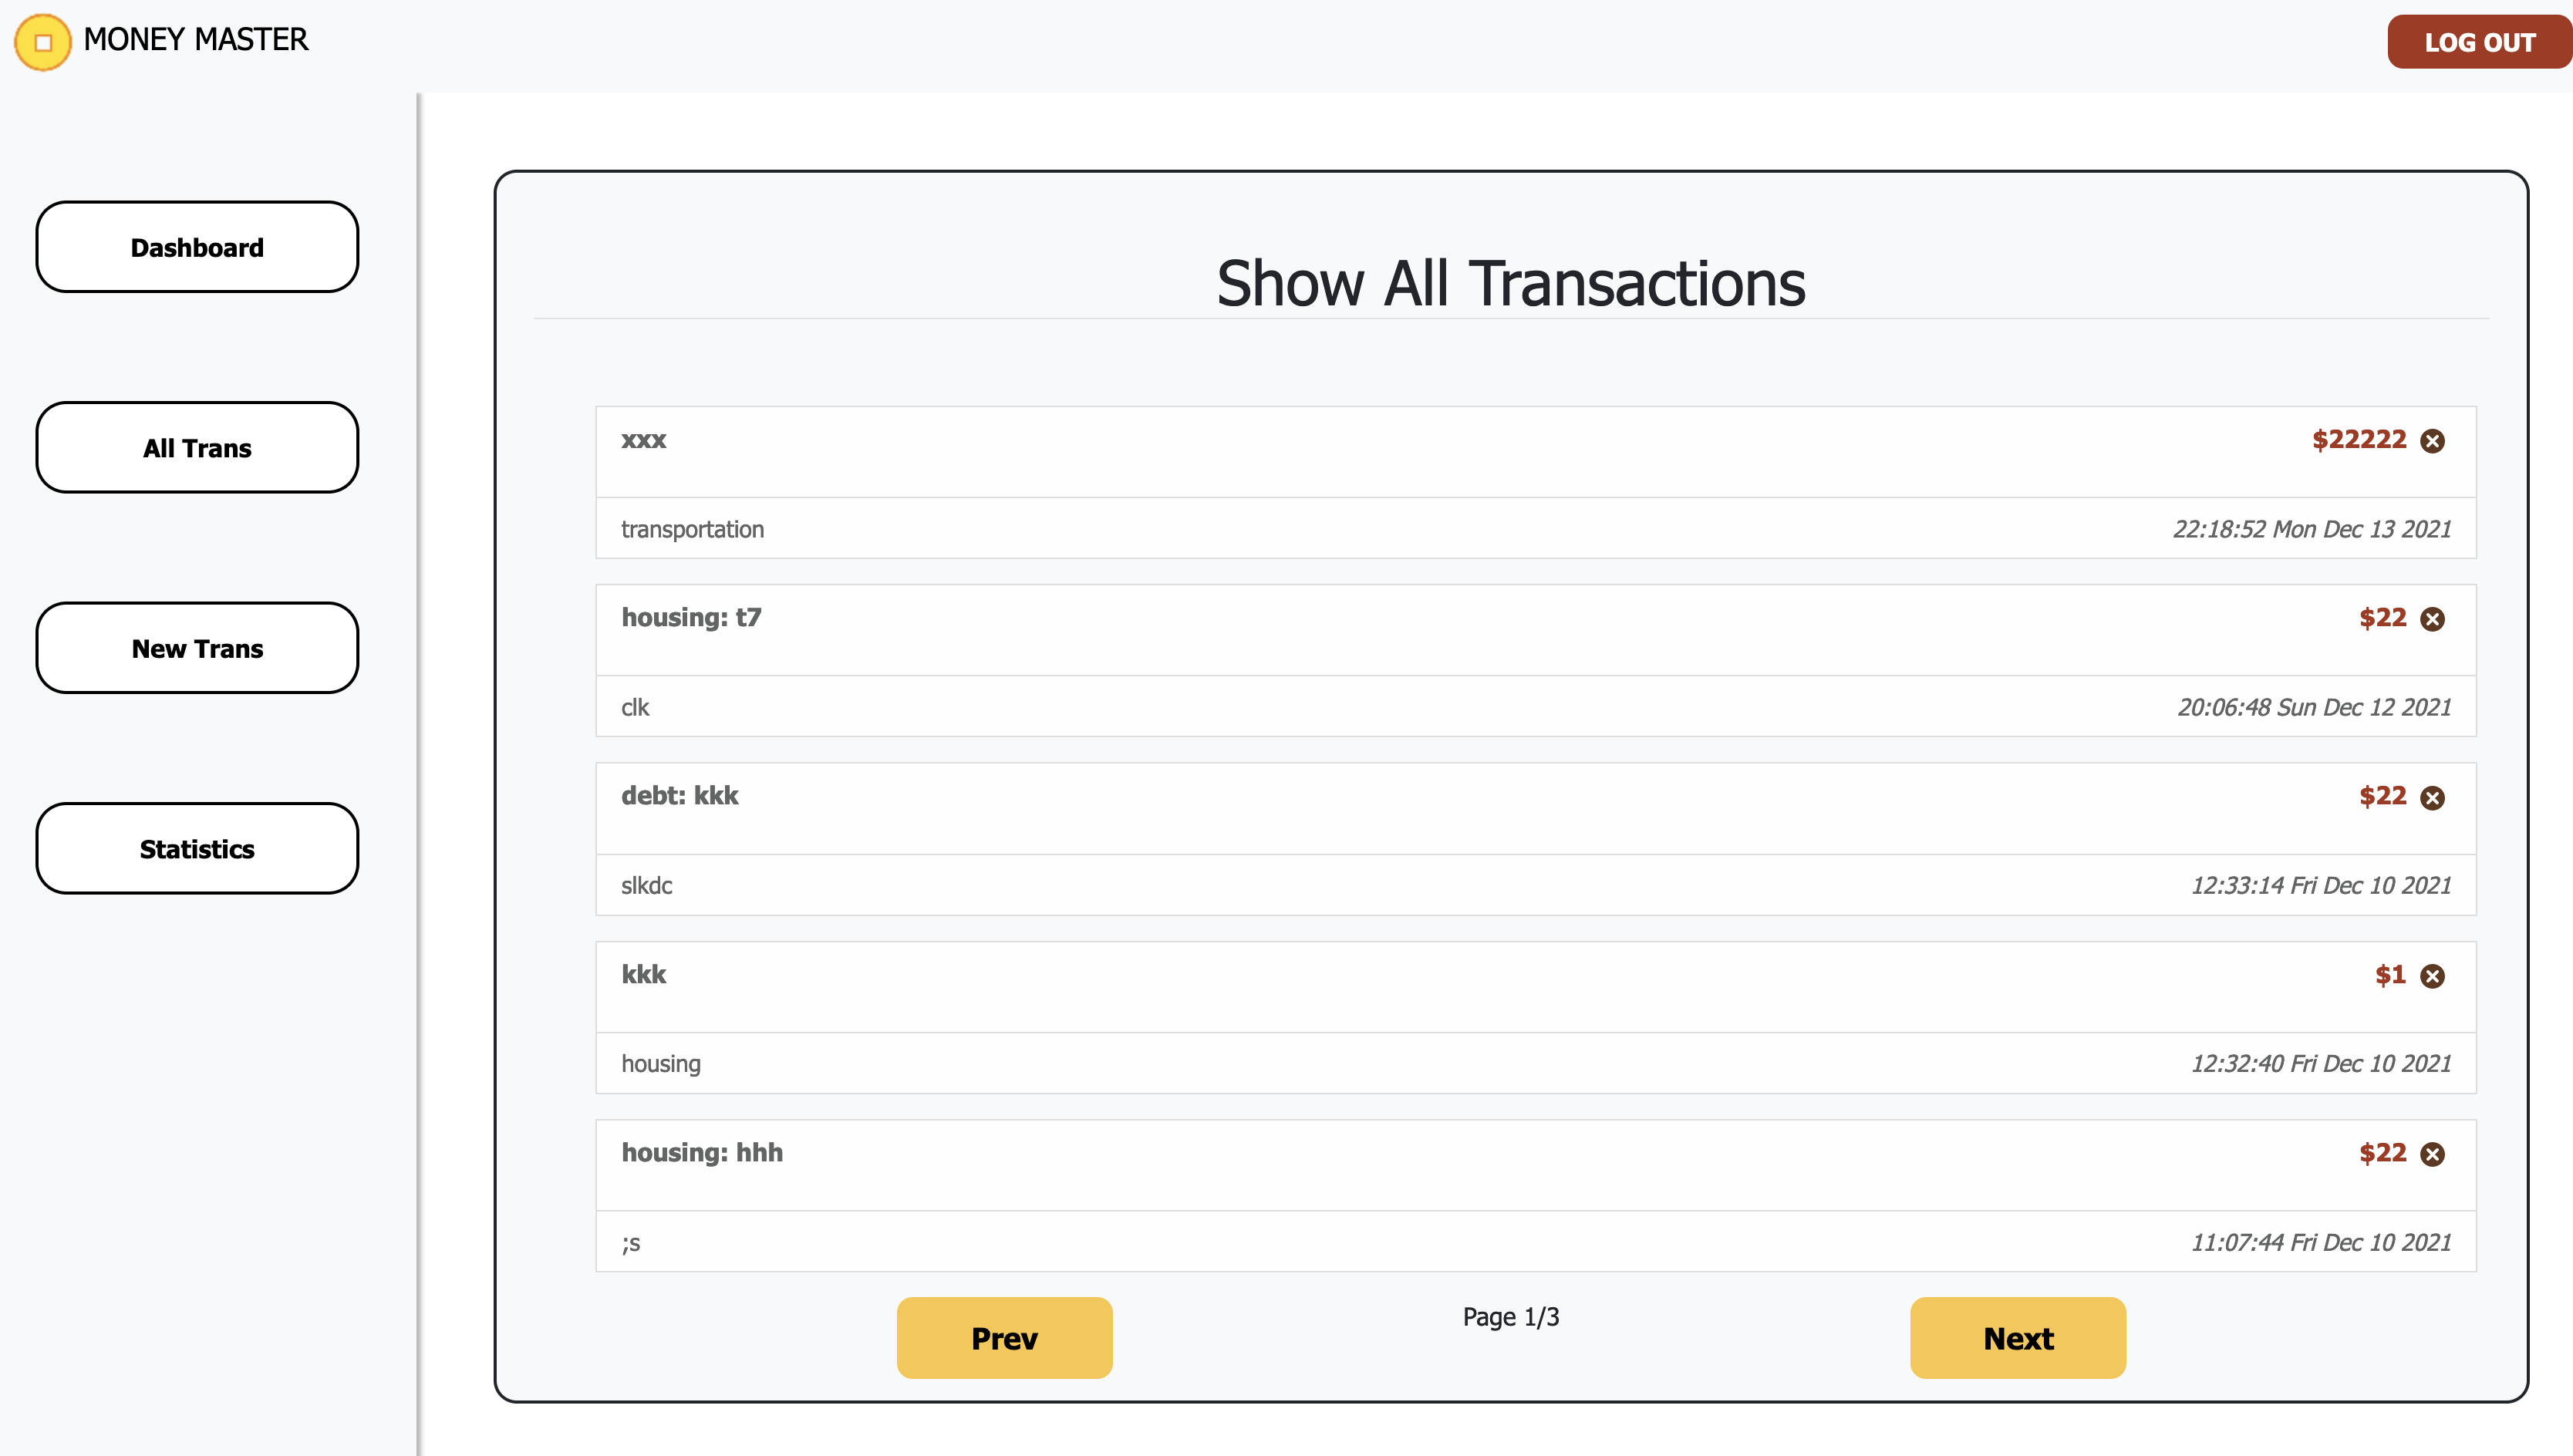 MONEY MASTER
LOG OUT
Dashboard
All Trans
New Trans
Statistics
Show All Transactions
xxx $22222
transportation 22:18:52 Mon Dec 13 2021
housing: t7 $22
clk 20:06:48 Sun Dec 12 2021
debt: kkk $22
slkdc 12:33:14 Fri Dec 10 2021
kkk $1
housing 12:32:40 Fri Dec 10 2021
housing: hhh $22
;s 11:07:44 Fri Dec 10 2021
Prev Page 1/3 Next